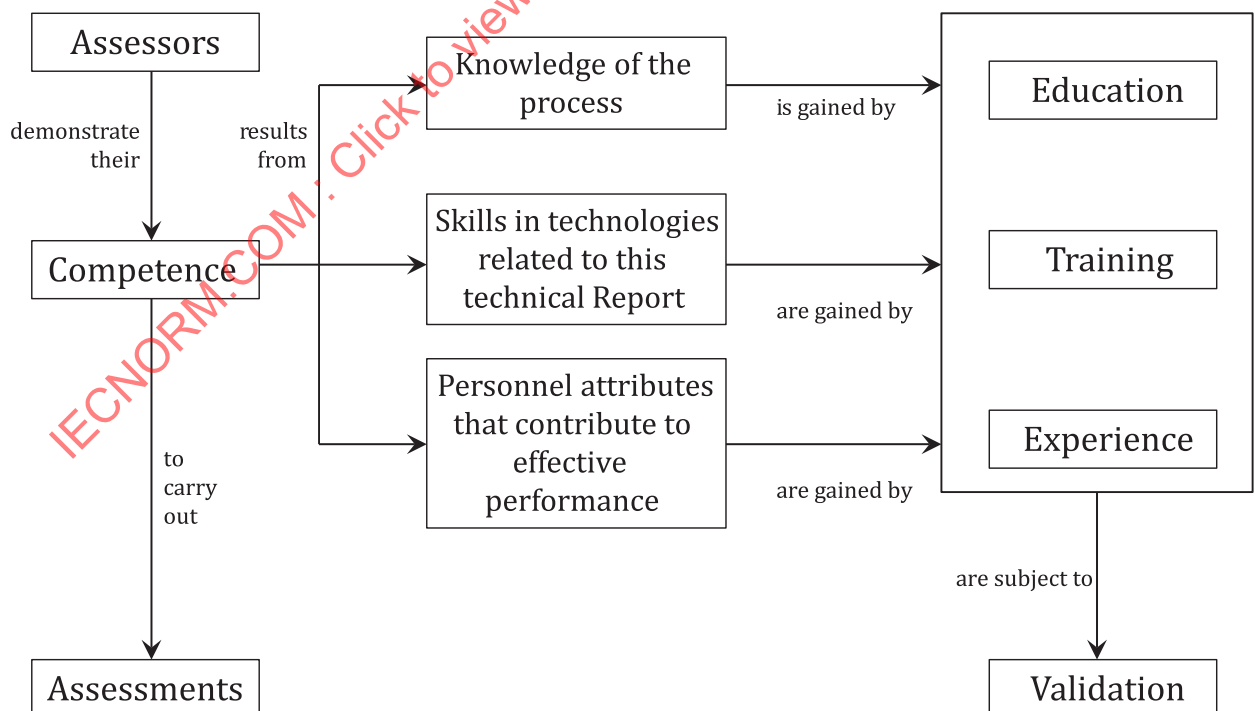 Assessors
demonstrate
their
Competence
to
carry
out
Assessments
results
from
Knowledge of the
process
Skills in technologies
related to this
technical Report
Personnel attributes
that contribute to
effective
performance
is gained by
are gained by
are gained by
Education
Training
Experience
are subject to
Validation
IECNORM.COM : Click to view